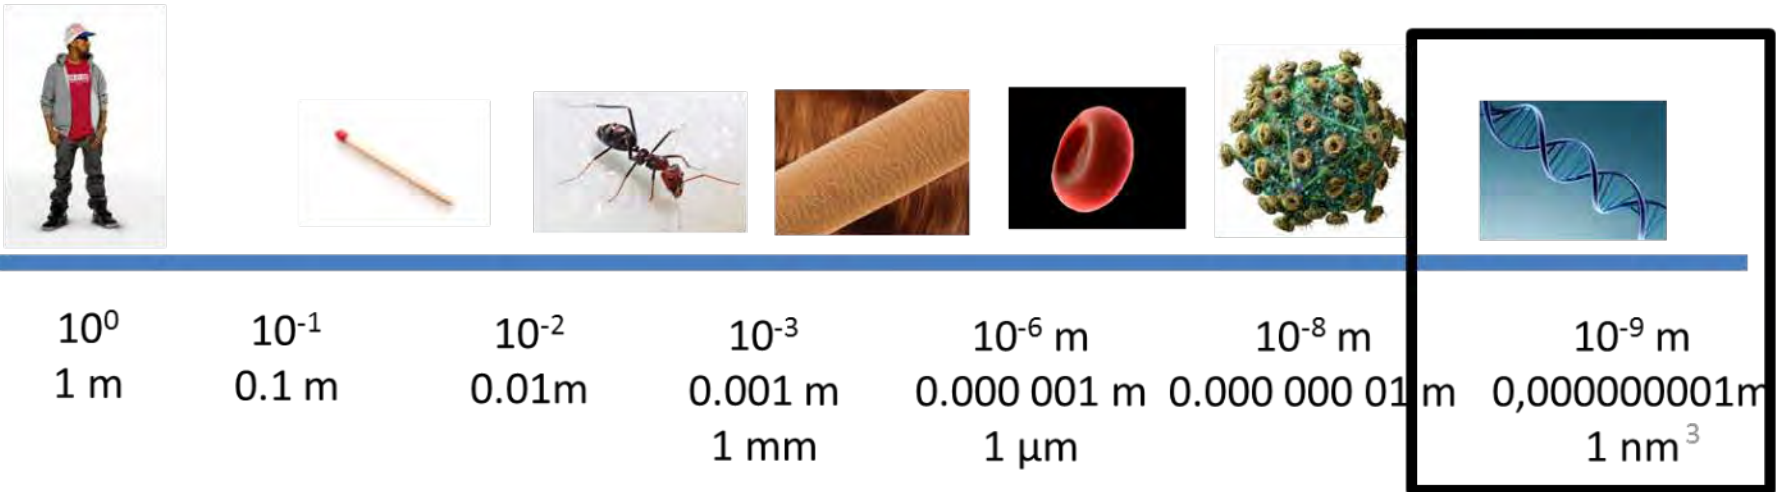 10⁰ 10⁻¹ 10⁻² 10⁻³ 10⁻⁶ m 10⁻⁸ m 10⁻⁹ m
1 m 0.1 m 0.01m 0.001 m 0.000 001 m 0.000 000 01 m 0,000000001m
1 mm 1 µm 1 nm 3